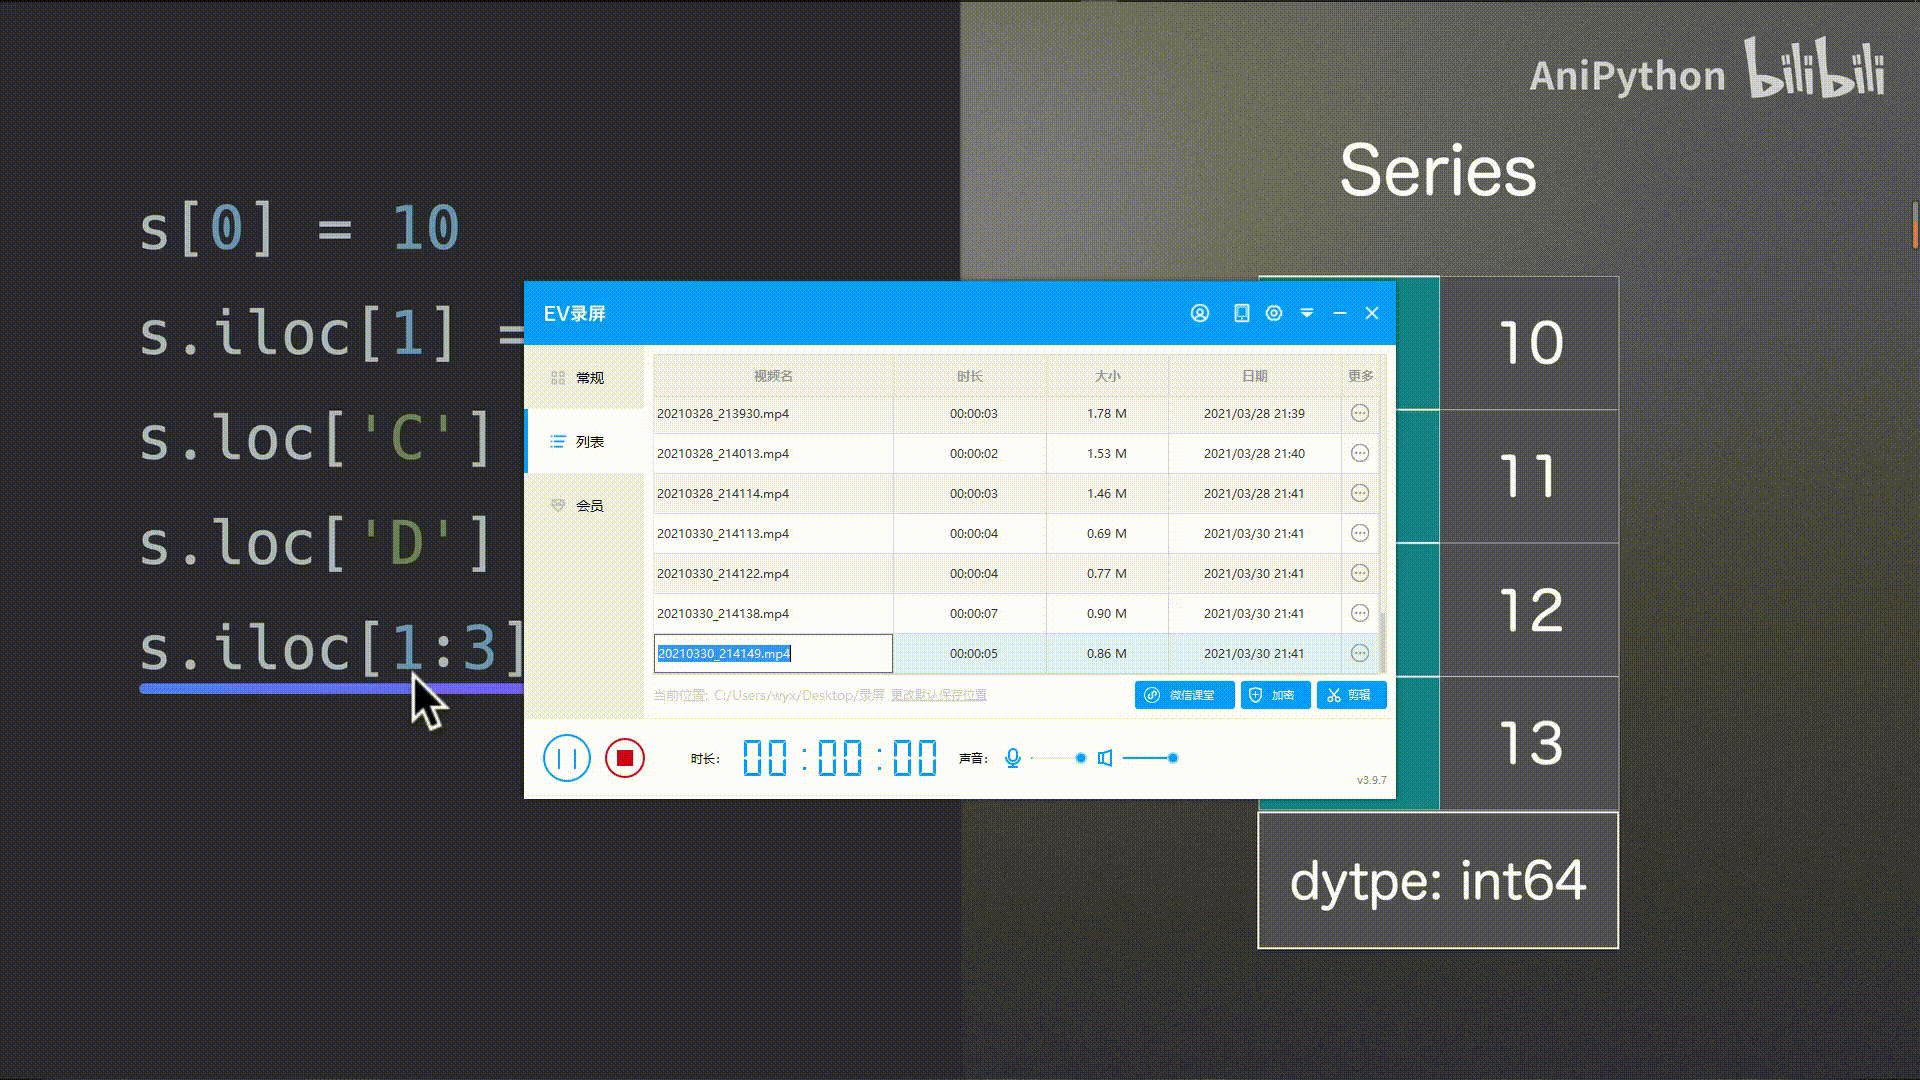 AniPython bilibili
Series
s[0] = 10
s.iloc[1] =
s.loc['C']
s.loc['D']
s.iloc[1:3]
10
11
12
13
dytpe: int64
EV录屏
常规
列表
会员
视频名 时长 大小 日期 更多
20210328_213930.mp4 00:00:03 1.78 M 2021/03/28 21:39
20210328_214013.mp4 00:00:02 1.53 M 2021/03/28 21:40
20210328_214114.mp4 00:00:03 1.46 M 2021/03/28 21:41
20210330_214113.mp4 00:00:04 0.69 M 2021/03/30 21:41
20210330_214122.mp4 00:00:04 0.77 M 2021/03/30 21:41
20210330_214138.mp4 00:00:07 0.90 M 2021/03/30 21:41
20210330_214149.mp4 00:00:05 0.86 M 2021/03/30 21:41
当前位置: C:/Users/wyx/Desktop/录屏 更改默认保存位置
微信课堂 加密 剪辑
时长: 00:00:00 声音:
v3.9.7